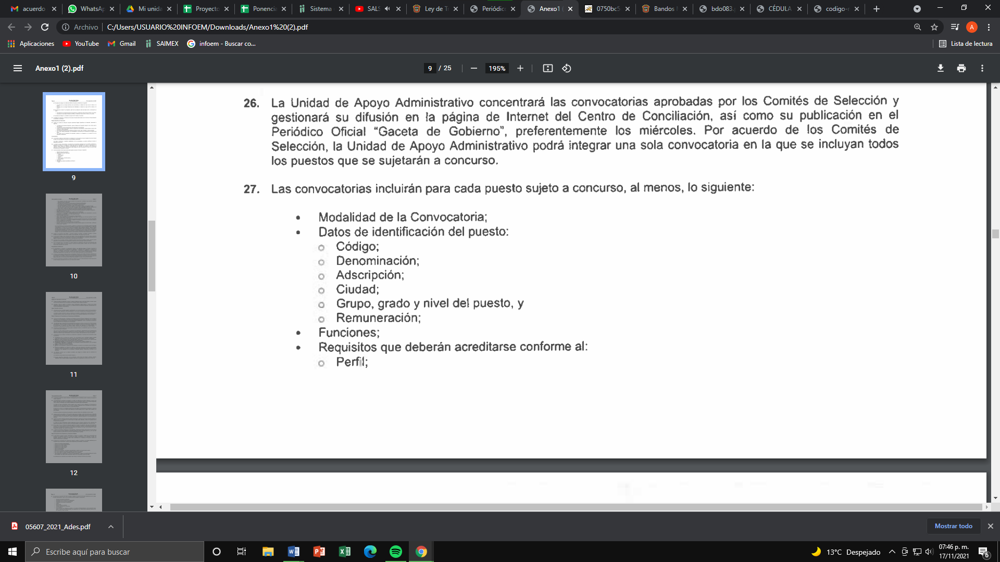 acuerdo
WhatsAp
Mi unida
Proyecto
Ponencia
Sistema
SALS
Ley de T
Periódic
Anexo1 (
0750bc5
Bandos
bdo083.
CÉDULA
codigo-
Archivo
C:/Users/USUARIO%20INFOEM/Downloads/Anexo1%20(2).pdf
A
Aplicaciones
YouTube
Gmail
SAIMEX
infoem - Buscar co...
Lista de lectura
Anexo1 (2).pdf
9 / 25
195%
26. La Unidad de Apoyo Administrativo concentrará las convocatorias aprobadas por los Comités de Selección y
gestionará su difusión en la página de Internet del Centro de Conciliación, así como su publicación en el
Periódico Oficial “Gaceta de Gobierno”, preferentemente los miércoles. Por acuerdo de los Comités de
Selección, la Unidad de Apoyo Administrativo podrá integrar una sola convocatoria en la que se incluyan todos
los puestos que se sujetarán a concurso.
27. Las convocatorias incluirán para cada puesto sujeto a concurso, al menos, lo siguiente:
• Modalidad de la Convocatoria;
• Datos de identificación del puesto:
o Código;
o Denominación;
o Adscripción;
o Ciudad;
o Grupo, grado y nivel del puesto, y
o Remuneración;
• Funciones;
• Requisitos que deberán acreditarse conforme al:
o Perfil;
9
10
11
12
05607_2021_Ades.pdf
Mostrar todo
Escribe aquí para buscar
13°C Despejado
07:46 p. m.
17/11/2021
6